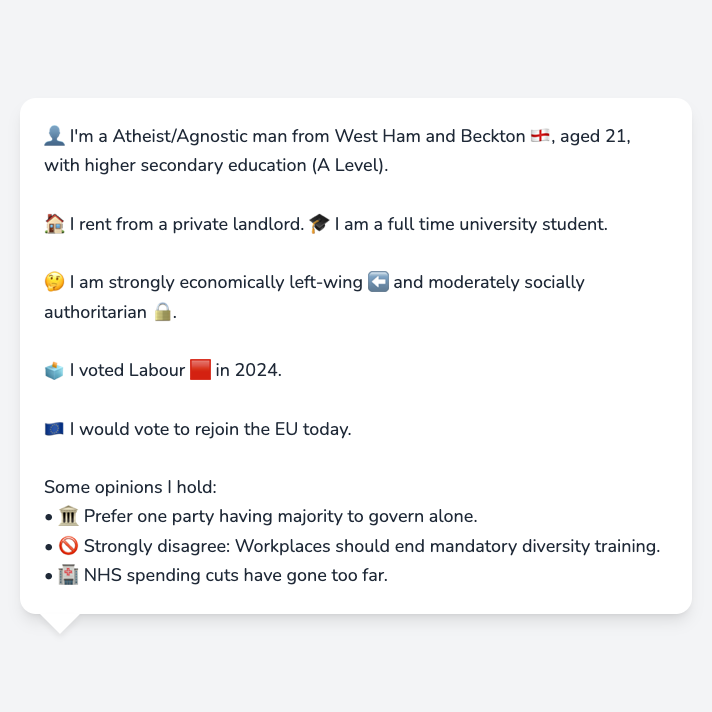 👤 I'm a Atheist/Agnostic man from West Ham and Beckton 🏴󠁧󠁢󠁥󠁮󠁧󠁿, aged 21,
with higher secondary education (A Level).
🏠 I rent from a private landlord. 🎓 I am a full time university student.
🤔 I am strongly economically left-wing ⬅️ and moderately socially
authoritarian 🔒.
🗳️ I voted Labour 🟥 in 2024.
🇪🇺 I would vote to rejoin the EU today.
Some opinions I hold:
• 🏛️ Prefer one party having majority to govern alone.
• 🚫 Strongly disagree: Workplaces should end mandatory diversity training.
• 🏥 NHS spending cuts have gone too far.